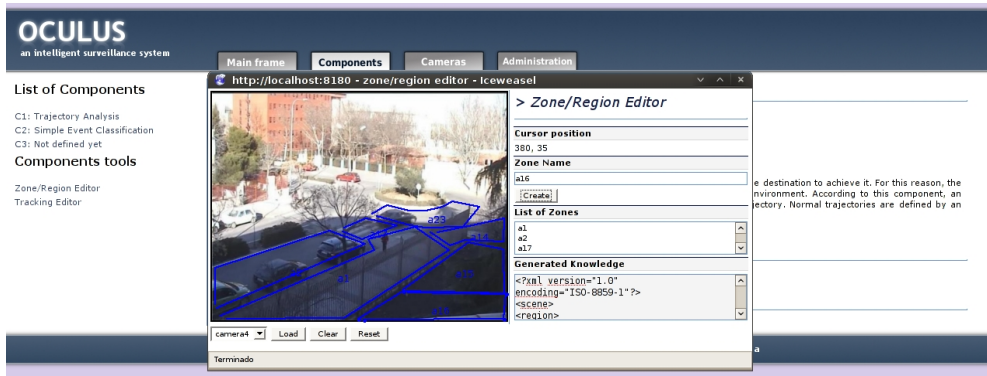 OCULUS
an intelligent surveillance system
Main frame
Components
Cameras
Administration
List of Components
C1: Trajectory Analysis
C2: Simple Event Classification
C3: Not defined yet
Components tools
Zone/Region Editor
Tracking Editor
http://localhost:8180 - zone/region editor - Iceweasel
> Zone/Region Editor
Cursor position
380, 35
Zone Name
a16
Create
List of Zones
a1
a2
a17
Generated Knowledge
<?xml version="1.0"
encoding="ISO-8859-1"?>
<scene>
<region>
a23
a14
a1
camera4
Load
Clear
Reset
Terminado
e destination to achieve it. For this reason, the
nvironment. According to this component, an
jectory. Normal trajectories are defined by an
a